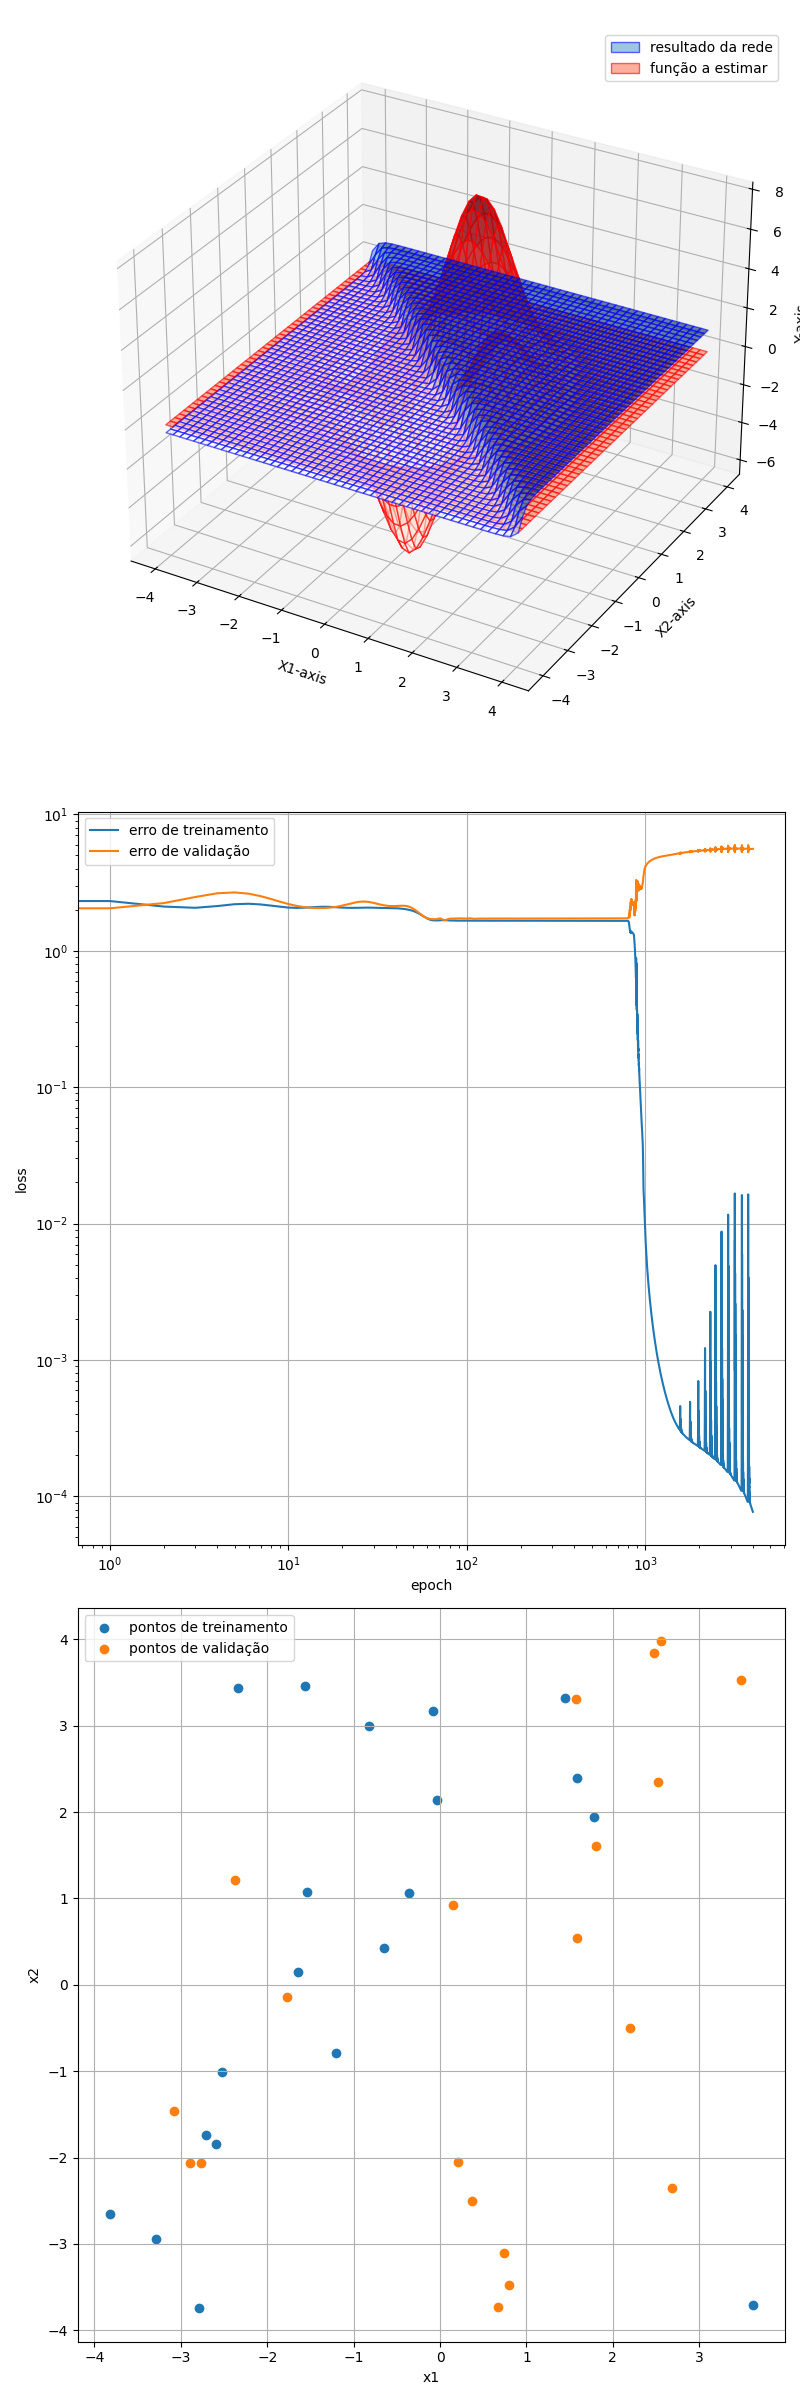 resultado da rede
função a estimar
8
6
4
2
0
−2
−4
−6
−4
−3
−2
−1
0
1
2
3
4
X1-axis
−4
−3
−2
−1
0
1
2
3
4
X2-axis
erro de treinamento
erro de validação
10¹
10⁰
10⁻¹
10⁻²
10⁻³
10⁻⁴
loss
10⁰ 10¹ 10² 10³
epoch
pontos de treinamento
pontos de validação
4
3
2
1
0
−1
−2
−3
−4
x2
−4 −3 −2 −1 0 1 2 3
x1